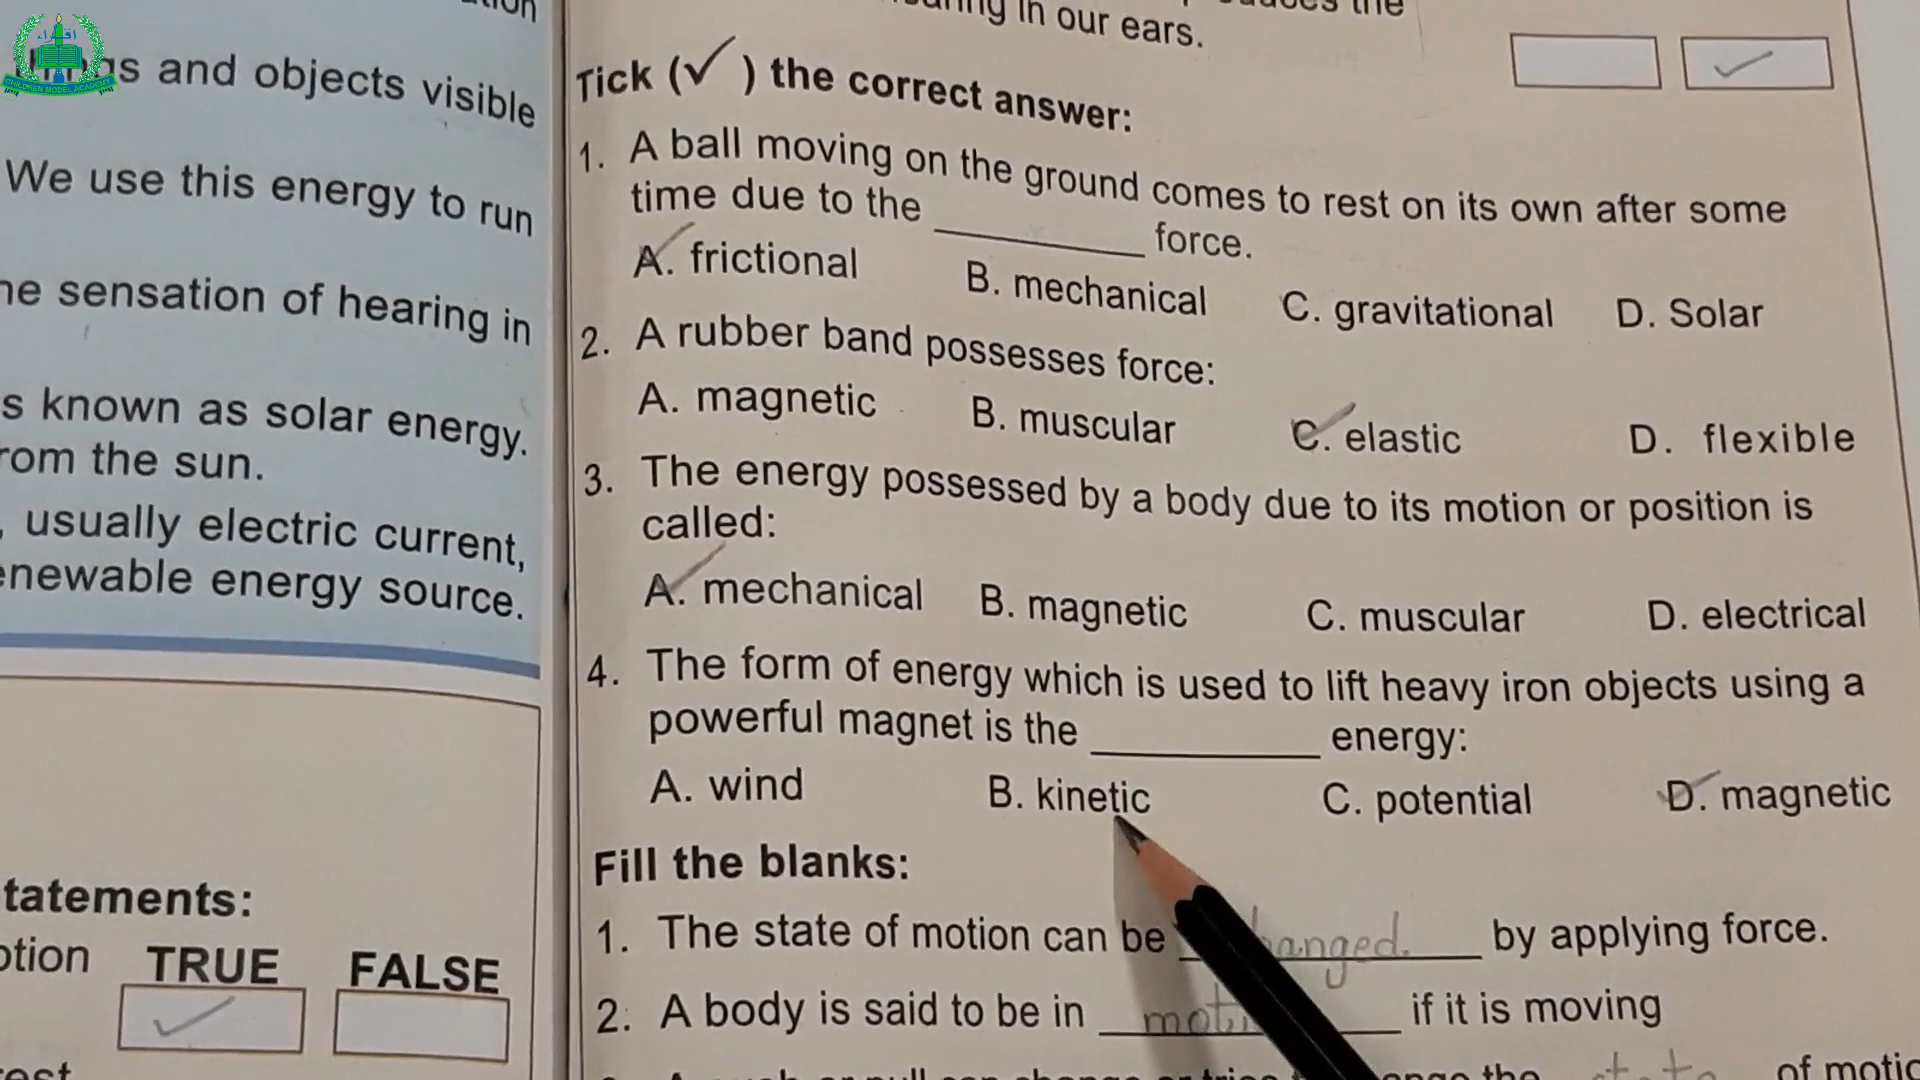 اقراء
CHILDREN MODEL ACADEMY
and objects visible
We use this energy to run
sensation of hearing in
known as solar energy.
the sun.
usually electric current,
energy source.
TRUE FALSE
in our ears.
Tick (✓) the correct answer:
1. A ball moving on the ground comes to rest on its own after some
time due to the __________ force.
A. frictional B. mechanical C. gravitational D. Solar
2. A rubber band possesses force:
A. magnetic B. muscular C. elastic D. flexible
3. The energy possessed by a body due to its motion or position is
called:
A. mechanical B. magnetic C. muscular D. electrical
4. The form of energy which is used to lift heavy iron objects using a
powerful magnet is the __________ energy:
A. wind B. kinetic C. potential D. magnetic
Fill the blanks:
1. The state of motion can be changed. by applying force.
2. A body is said to be in motion if it is moving
the state of